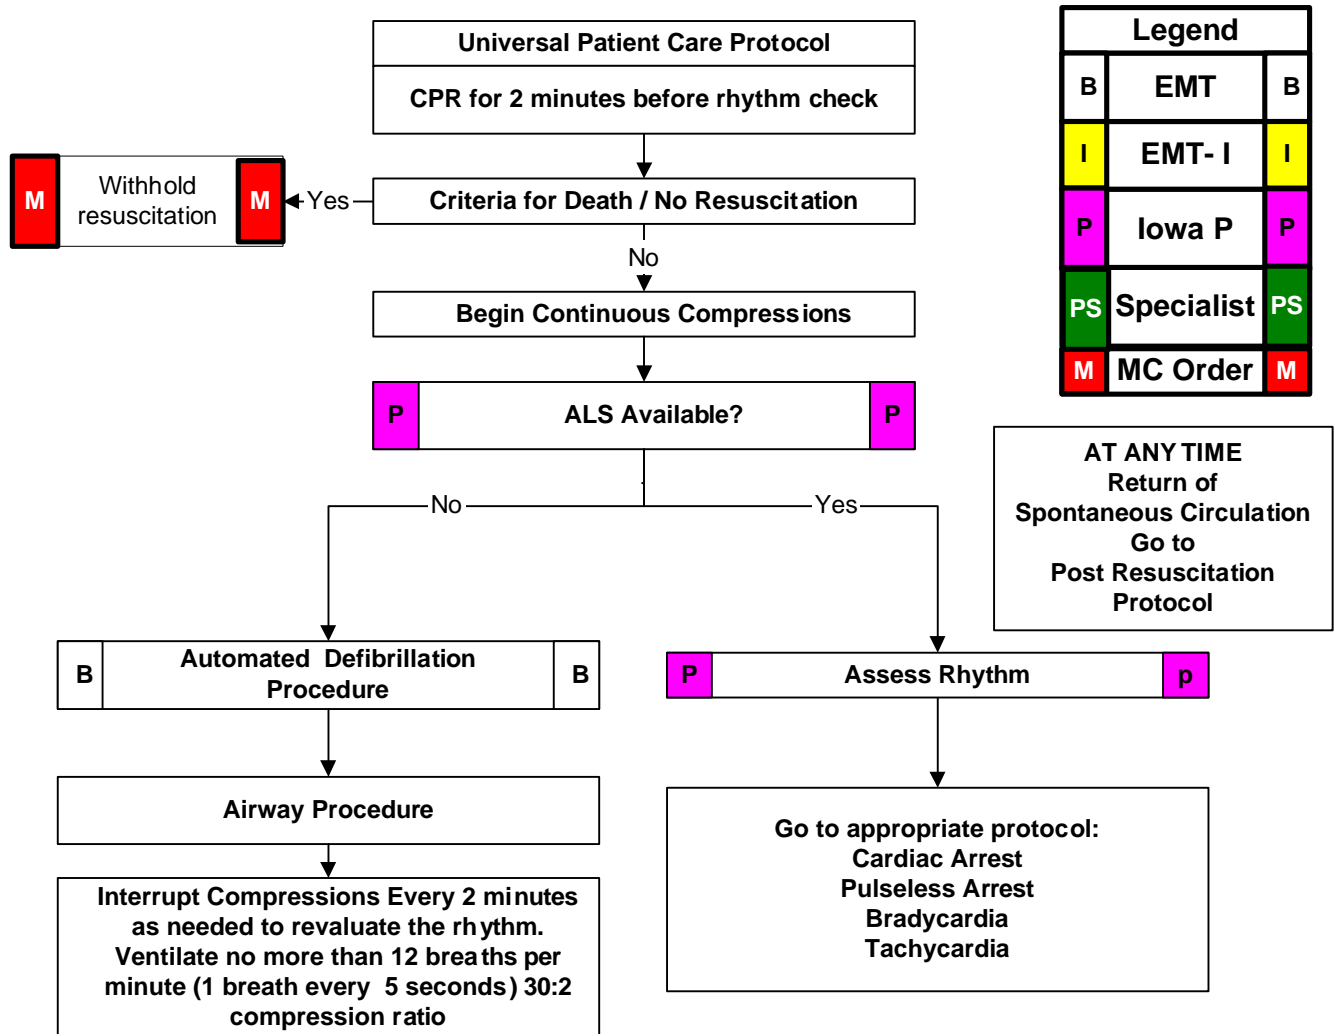 Universal Patient Care Protocol
CPR for 2 minutes before rhythm check
Legend
B EMT B
I EMT- I I
P Iowa P P
PS Specialist PS
M MC Order M
M Withhold resuscitation M
Yes
Criteria for Death / No Resuscitation
No
Begin Continuous Compressions
P ALS Available? P
AT ANY TIME
Return of
Spontaneous Circulation
Go to
Post Resuscitation
Protocol
No
Yes
B Automated Defibrillation
Procedure B
P Assess Rhythm p
Airway Procedure
Go to appropriate protocol:
Cardiac Arrest
Pulseless Arrest
Bradycardia
Tachycardia
Interrupt Compressions Every 2 minutes
as needed to revaluate the rhythm.
Ventilate no more than 12 breaths per
minute (1 breath every 5 seconds) 30:2
compression ratio